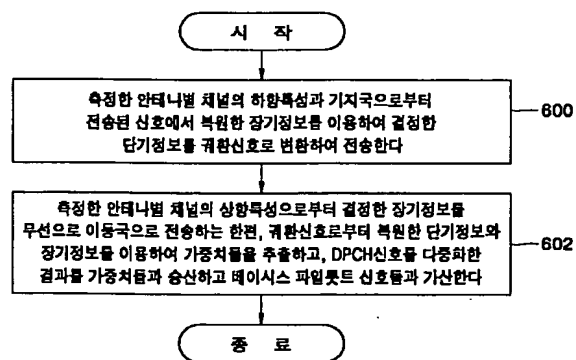 시 작
측정한 안테나별 채널의 하향특성과 기지국으로부터
전송된 신호에서 복원한 장기정보를 이용하여 결정한
단기정보를 궤환신호로 변환하여 전송한다
600
측정한 안테나별 채널의 상향특성으로부터 결정한 장기정보를
무선으로 이동국으로 전송하는 한편, 궤환신호로부터 복원한 단기정보와
장기정보를 이용하여 가중치들을 추출하고, DPCH신호를 다중화한
결과를 가중치들과 승산하고 베이시스 파일롯트 신호들과 가산한다
602
종 료